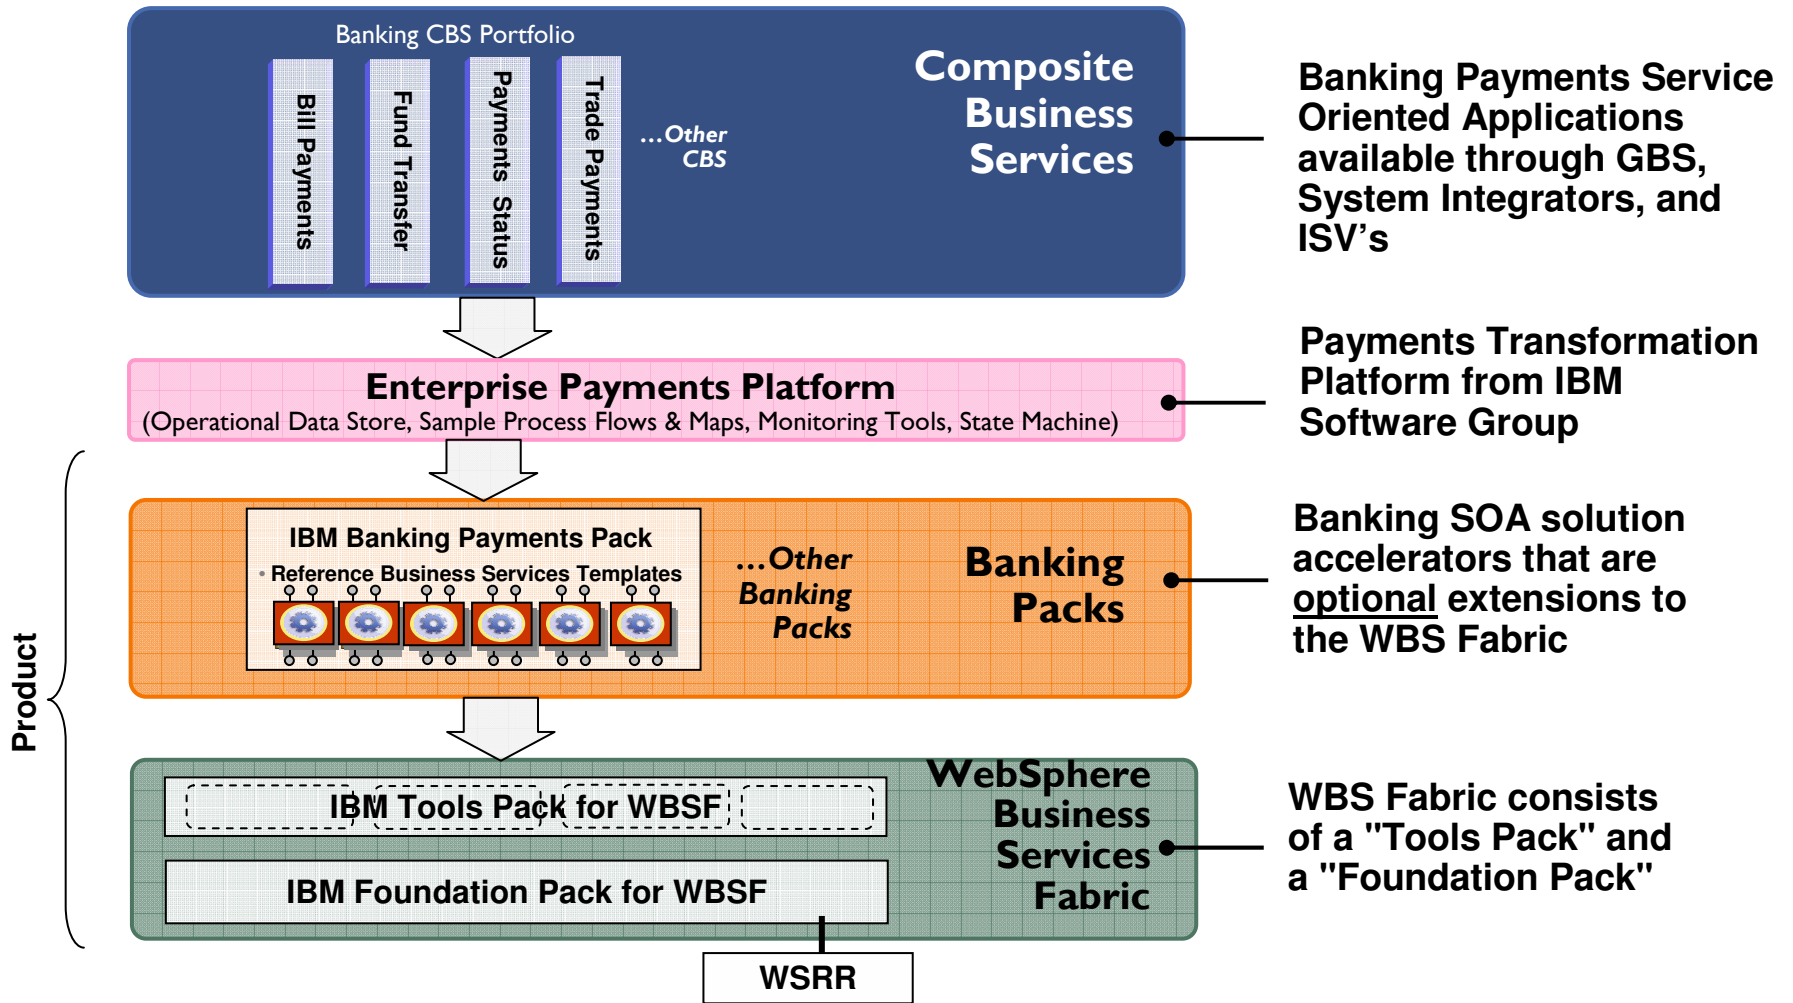 Banking CBS Portfolio
Bill Payments
Fund Transfer
Payments Status
Trade Payments
...Other
CBS
Composite
Business
Services
Banking Payments Service
Oriented Applications
available through GBS,
System Integrators, and
ISV's
Enterprise Payments Platform
(Operational Data Store, Sample Process Flows & Maps, Monitoring Tools, State Machine)
Payments Transformation
Platform from IBM
Software Group
Product
IBM Banking Payments Pack
• Reference Business Services Templates
...Other
Banking
Packs
Banking
Packs
Banking SOA solution
accelerators that are
optional extensions to
the WBS Fabric
IBM Tools Pack for WBSF
IBM Foundation Pack for WBSF
WebSphere
Business
Services
Fabric
WBS Fabric consists
of a "Tools Pack" and
a "Foundation Pack"
WSRR